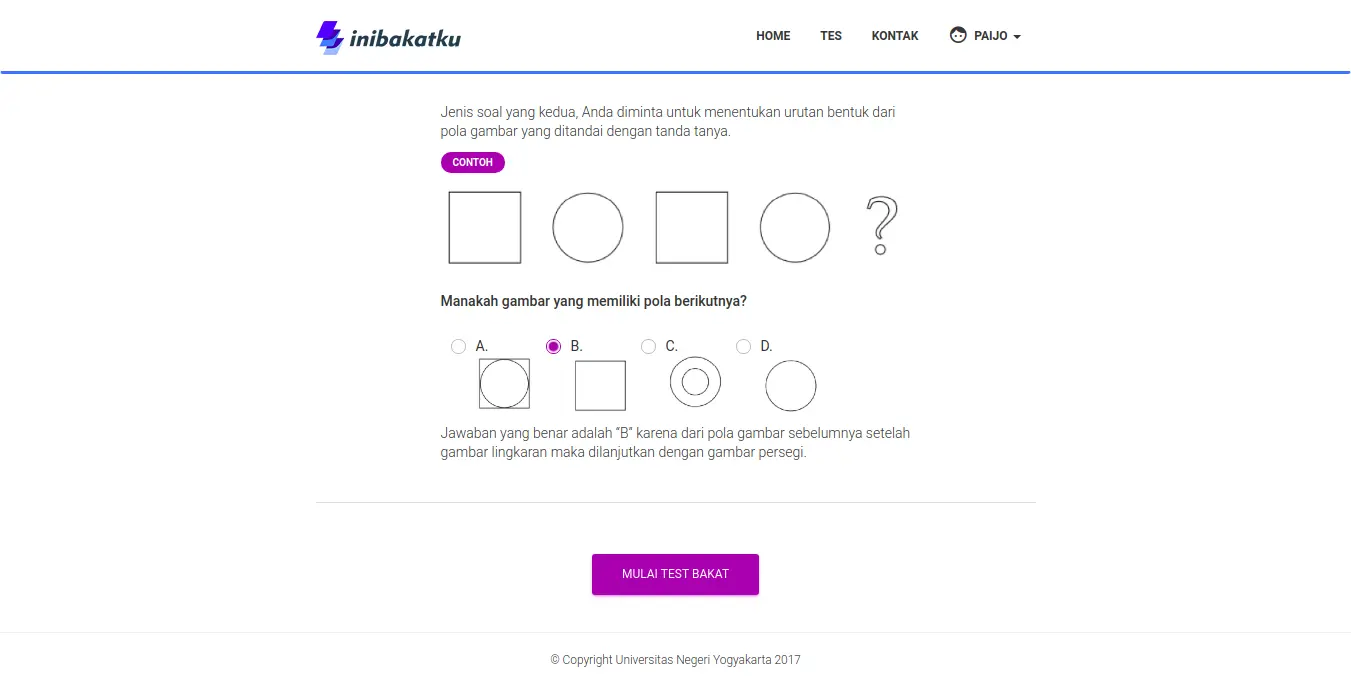 inibakatku
HOME TES KONTAK PAIJO
Jenis soal yang kedua, Anda diminta untuk menentukan urutan bentuk dari
pola gambar yang ditandai dengan tanda tanya.
CONTOH
?
Manakah gambar yang memiliki pola berikutnya?
A. B. C. D.
Jawaban yang benar adalah “B” karena dari pola gambar sebelumnya setelah
gambar lingkaran maka dilanjutkan dengan gambar persegi.
MULAI TEST BAKAT
© Copyright Universitas Negeri Yogyakarta 2017